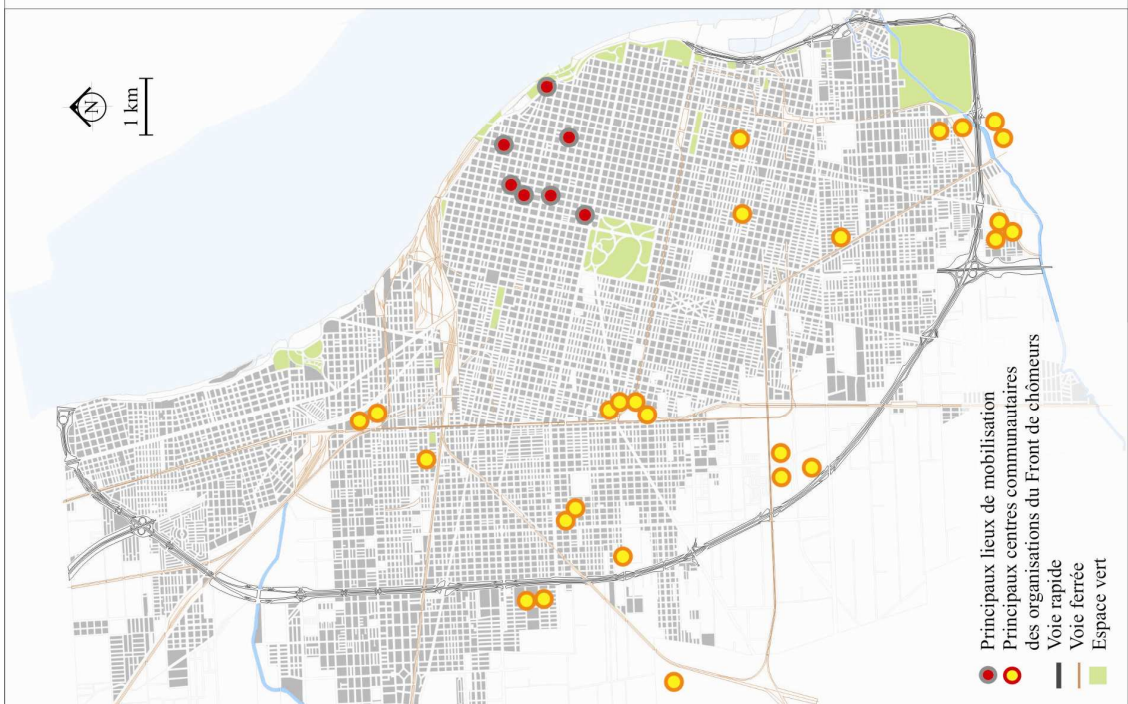 N
1 km
Principaux lieux de mobilisation
Principaux centres communautaires
des organisations du Front de chômeurs
Voie rapide
Voie ferrée
Espace vert